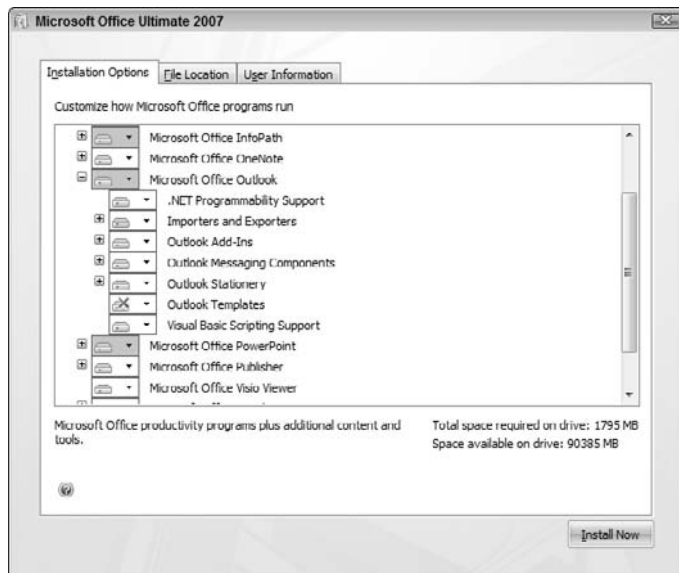 Microsoft Office Ultimate 2007
Installation Options File Location User Information
Customize how Microsoft Office programs run
Microsoft Office InfoPath
Microsoft Office OneNote
Microsoft Office Outlook
.NET Programmability Support
Importers and Exporters
Outlook Add-Ins
Outlook Messaging Components
Outlook Stationery
Outlook Templates
Visual Basic Scripting Support
Microsoft Office PowerPoint
Microsoft Office Publisher
Microsoft Office Visio Viewer
Microsoft Office productivity programs plus additional content and
tools.
Total space required on drive: 1795 MB
Space available on drive: 90385 MB
Install Now